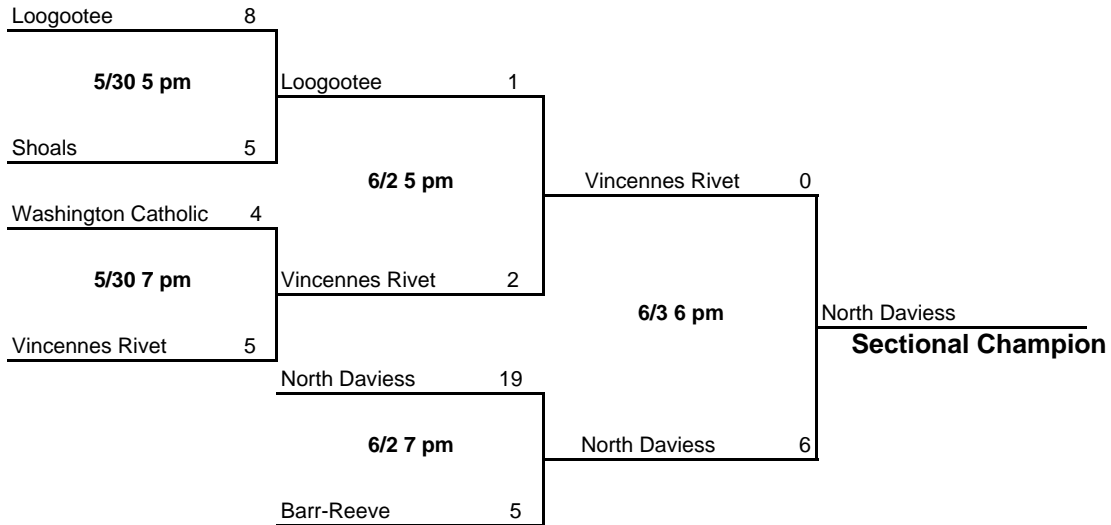 Loogootee 8
5/30 5 pm
Loogootee 1
Shoals 5
6/2 5 pm
Vincennes Rivet 0
Washington Catholic 4
5/30 7 pm
Vincennes Rivet 2
6/3 6 pm
North Daviess
Vincennes Rivet 5
Sectional Champion
North Daviess 19
6/2 7 pm
North Daviess 6
Barr-Reeve 5